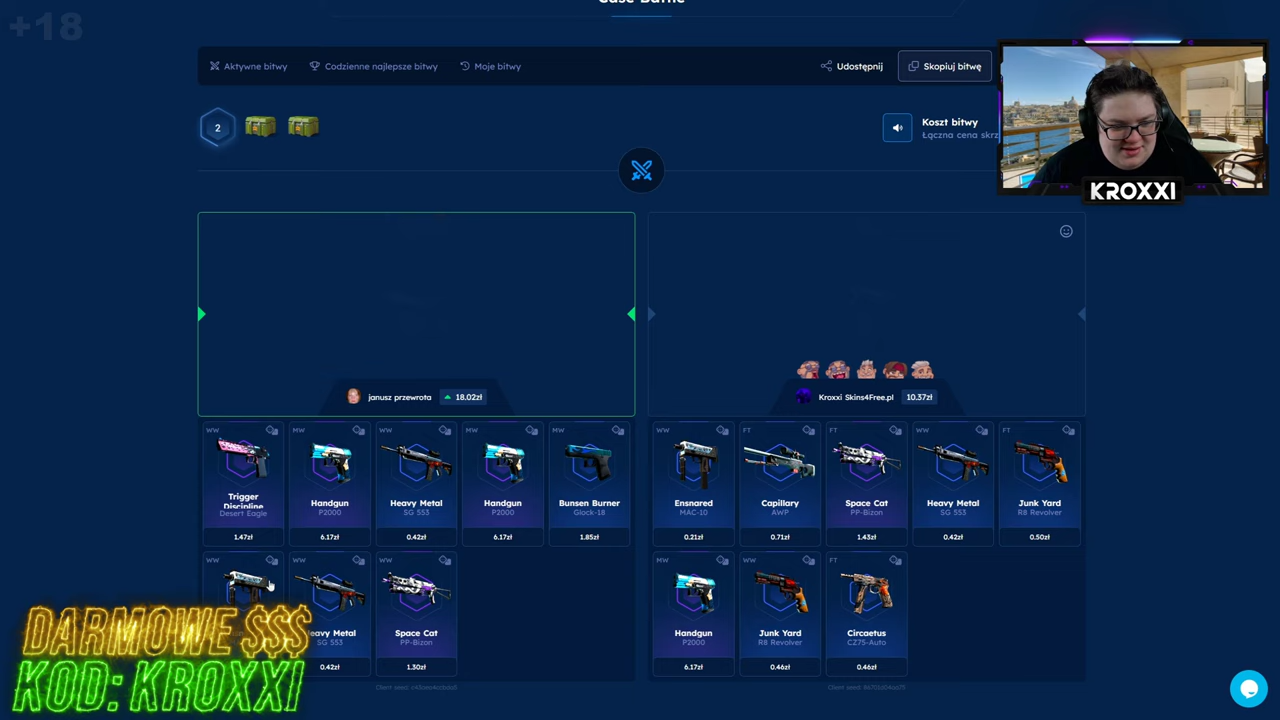 +18
Aktywne bitwy
Codzienne najlepsze bitwy
Moje bitwy
Udostępnij
Skopiuj bitwę
2
Koszt bitwy
Łączna cena skrz
KROXXI
janusz przewrota
18.02zł
Kroxxi Skins4Free.pl
10.37zł
WW
MW
WW
MW
MW
Trigger Discipline
Handgun
Heavy Metal
Handgun
Bunsen Burner
Desert Eagle
P2000
SG 553
P2000
Glock-18
1.47zł
6.17zł
0.42zł
6.17zł
1.85zł
WW
FT
FT
WW
FT
Ensnared
Capillary
Space Cat
Heavy Metal
Junk Yard
MAC-10
AWP
PP-Bizon
SG 553
R8 Revolver
0.21zł
0.71zł
1.43zł
0.42zł
0.50zł
WW
WW
WW
Heavy Metal
Space Cat
SG 553
PP-Bizon
0.42zł
1.30zł
MW
WW
FT
Handgun
Junk Yard
Circaetus
P2000
R8 Revolver
CZ75-Auto
6.17zł
0.46zł
0.46zł
DARMOWE $$$
KOD: KROXXI
Client seed:
Client seed: